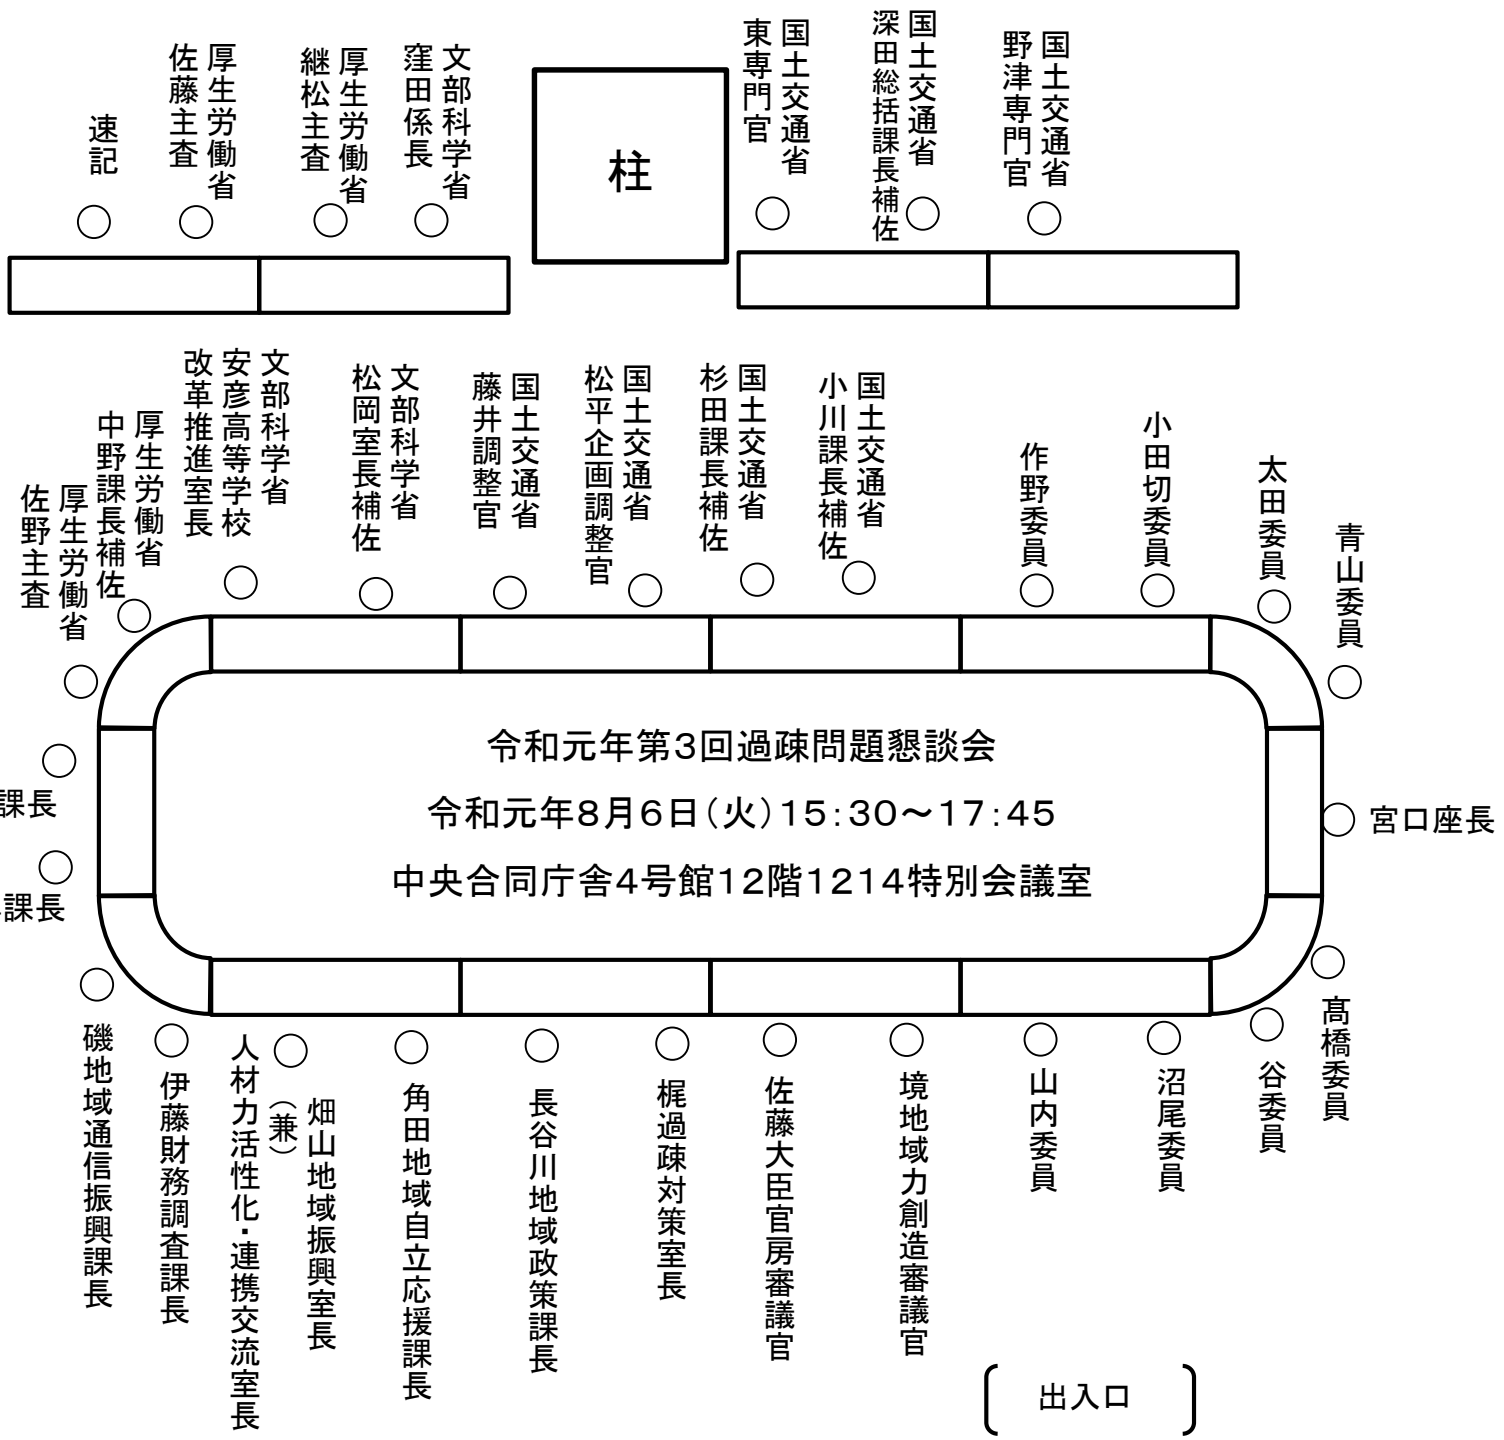 国土交通省
野津専門官
国土交通省
深田総括課長補佐
国土交通省
東専門官
柱
文部科学省
窪田係長
厚生労働省
継松主査
厚生労働省
佐藤主査
速記
青山委員
太田委員
小田切委員
作野委員
国土交通省
小川課長補佐
国土交通省
杉田課長補佐
国土交通省
松平企画調整官
国土交通省
藤井調整官
文部科学省
松岡室長補佐
文部科学省
安彦高等学校
改革推進室長
厚生労働省
中野課長補佐
厚生労働省
佐野主査
令和元年第3回過疎問題懇談会
令和元年8月6日(火)15:30〜17:45
中央合同庁舎4号館12階1214特別会議室
宮口座長
課長
課長
髙橋委員
谷委員
沼尾委員
山内委員
境地域力創造審議官
佐藤大臣官房審議官
梶過疎対策室長
長谷川地域政策課長
角田地域自立応援課長
畑山地域振興室長
(兼)
人材力活性化・連携交流室長
伊藤財務調査課長
磯地域通信振興課長
出入口